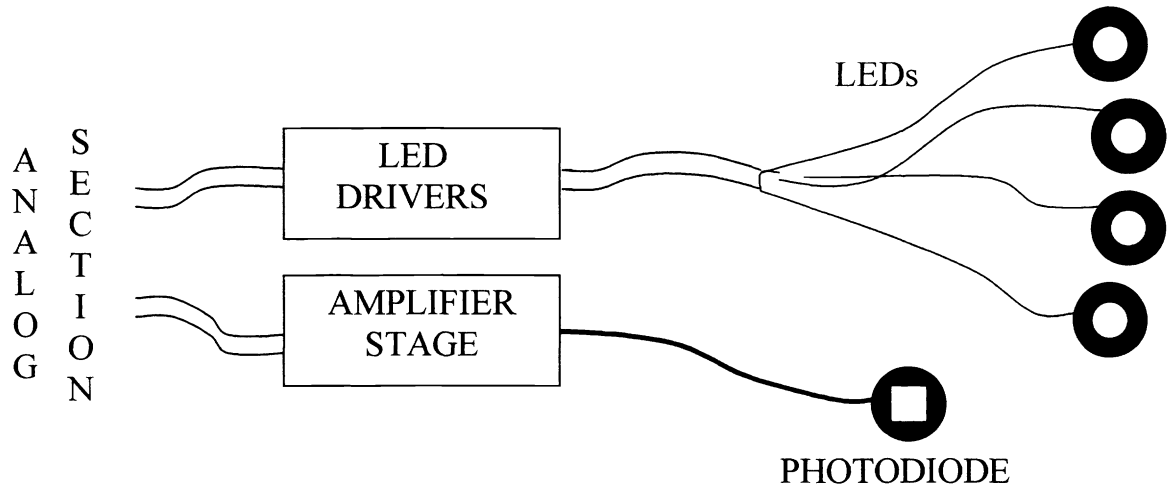 ANALOG
SECTION
LED
DRIVERS
LEDs
AMPLIFIER
STAGE
PHOTODIODE